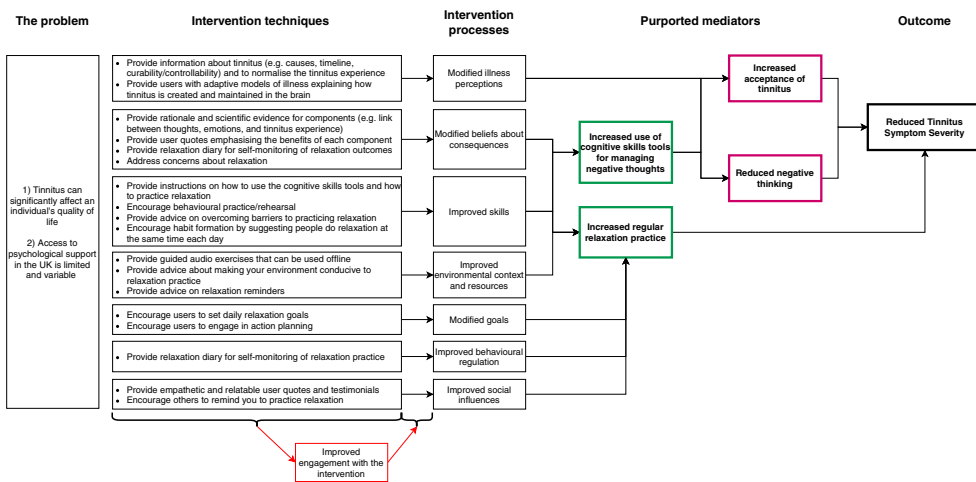 The problem
Intervention techniques
Intervention
processes
Purported mediators
Outcome
1) Tinnitus can
significantly affect an
individual's quality of
life
2) Access to
psychological support
in the UK is limited
and variable
• Provide information about tinnitus (e.g. causes, timeline,
curability/controllability) and to normalise the tinnitus experience
• Provide users with adaptive models of illness explaining how
tinnitus is created and maintained in the brain
• Provide rationale and scientific evidence for components (e.g. link
between thoughts, emotions, and tinnitus experience)
• Provide user quotes emphasising the benefits of each component
• Provide relaxation diary for self-monitoring of relaxation outcomes
• Address concerns about relaxation
• Provide instructions on how to use the cognitive skills tools and how
to practice relaxation
• Encourage behavioural practice/rehearsal
• Provide advice on overcoming barriers to practicing relaxation
• Encourage habit formation by suggesting people do relaxation at
the same time each day
• Provide guided audio exercises that can be used offline
• Provide advice about making your environment conducive to
relaxation practice
• Provide advice on relaxation reminders
• Encourage users to set daily relaxation goals
• Encourage users to engage in action planning
• Provide relaxation diary for self-monitoring of relaxation practice
• Provide empathetic and relatable user quotes and testimonials
• Encourage others to remind you to practice relaxation
Modified illness
perceptions
Modified beliefs about
consequences
Improved skills
Improved
environmental context
and resources
Modified goals
Improved behavioural
regulation
Improved social
influences
Increased use of
cognitive skills tools
for managing
negative thoughts
Increased regular
relaxation practice
Increased
acceptance of
tinnitus
Reduced negative
thinking
Reduced Tinnitus
Symptom Severity
Improved
engagement with the
intervention